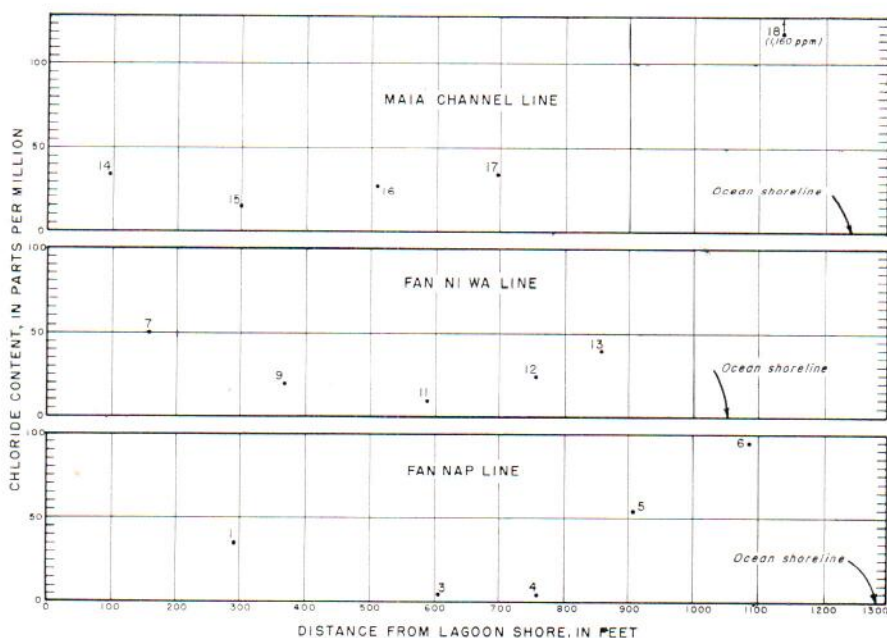 CHLORIDE CONTENT, IN PARTS PER MILLION
100
50
0
18
(1,160 ppm)
MAIA CHANNEL LINE
14
15
16
17
Ocean shoreline
100
50
0
FAN NI WA LINE
7
9
11
12
13
Ocean shoreline
100
50
0
FAN NAP LINE
1
3
4
5
6
Ocean shoreline
0 100 200 300 400 500 600 700 800 900 1000 1100 1200 1300
DISTANCE FROM LAGOON SHORE, IN FEET